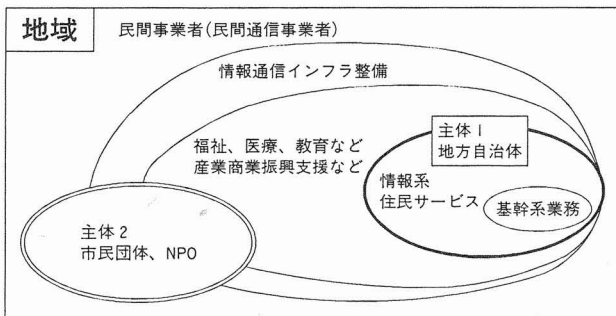 地域
民間事業者(民間通信事業者)
情報通信インフラ整備
福祉、医療、教育など
産業商業振興支援など
主体1
地方自治体
情報系
住民サービス
基幹系業務
主体2
市民団体、NPO